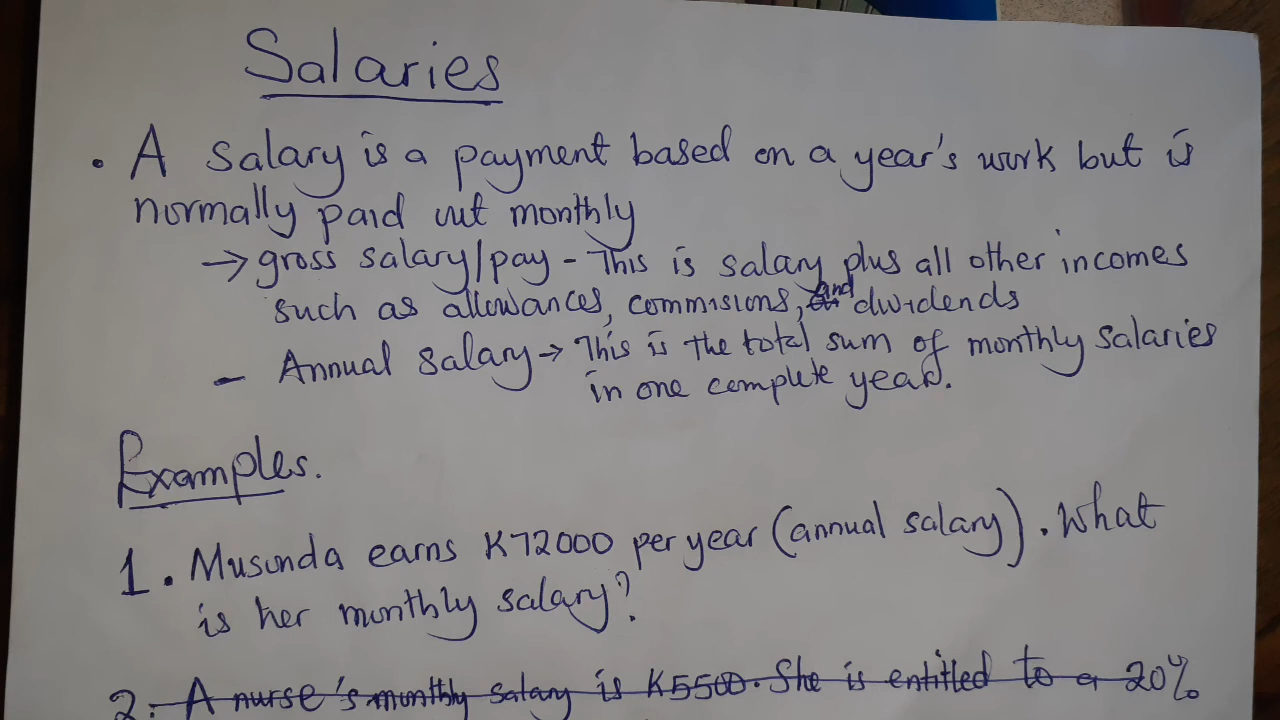 Salaries
• A salary is a payment based on a year's work but is
normally paid out monthly
→ gross salary/pay - This is salary plus all other incomes
such as allowances, commisions, and dividends
- Annual salary → This is the total sum of monthly salaries
in one complete year.
Examples.
1. Musonda earns K72000 per year (annual salary). What
is her monthly salary?
2. A nurse's monthly salary is K5500. She is entitled to a 20%